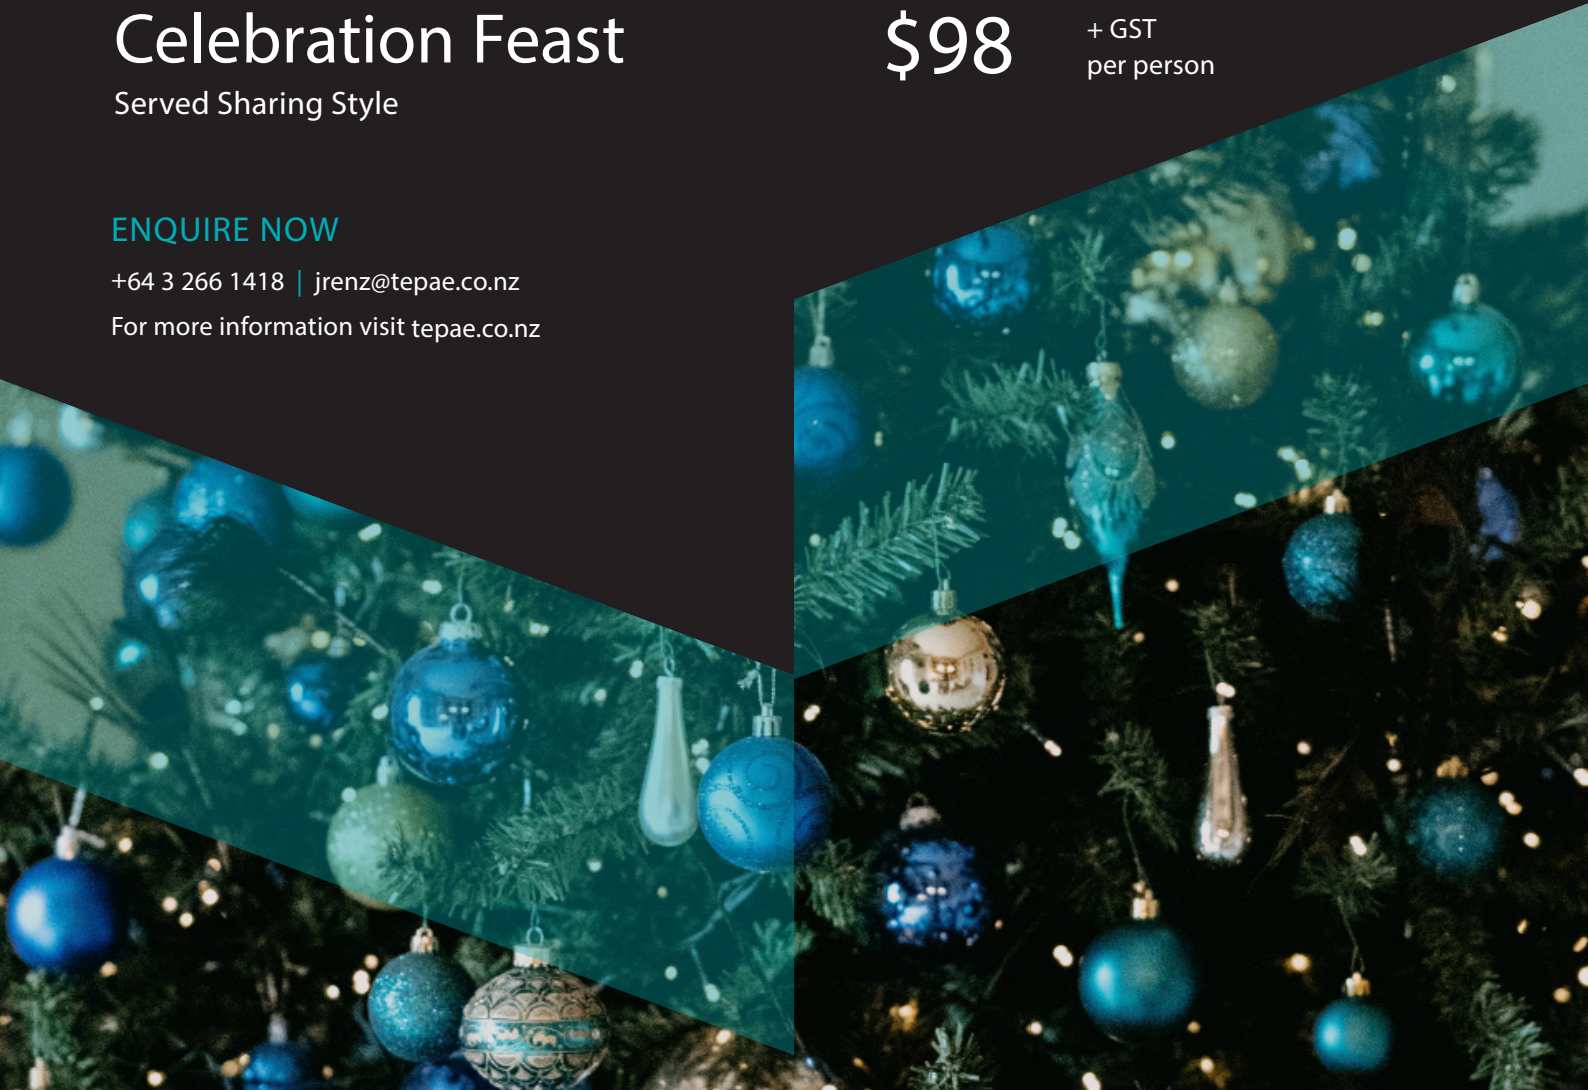 Celebration Feast
$98
+ GST
per person
Served Sharing Style
ENQUIRE NOW
+64 3 266 1418 | jrenz@tepae.co.nz
For more information visit tepae.co.nz